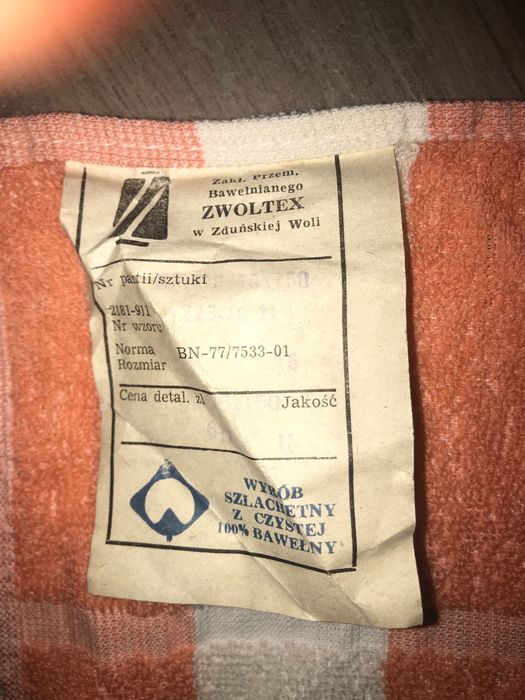 Zakł. Przem.
Bawełnianego
ZWOLTEX
w Zduńskiej Woli
Nr partii/sztuki
2181-911
Nr wzoru
Norma BN-77/7533-01
Rozmiar
Cena detal. zł Jakość
WYRÓB
SZLACHETNY
Z CZYSTEJ
100% BAWEŁNY